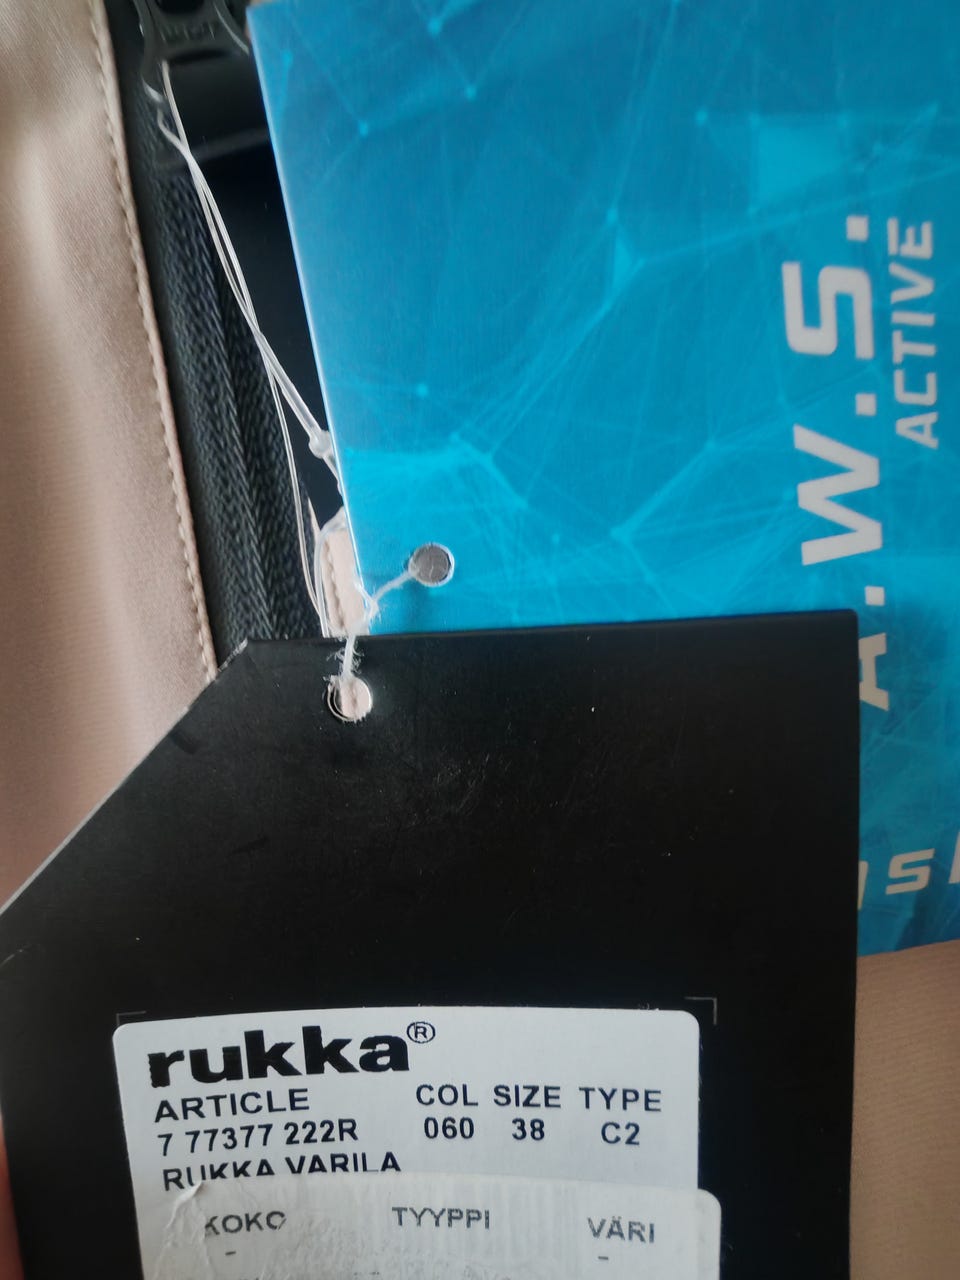 A.W.S.
ACTIVE
rukka®
ARTICLE COL SIZE TYPE
7 77377 222R 060 38 C2
RUKKA VARILA
KOKO TYYPPI VÄRI
- -